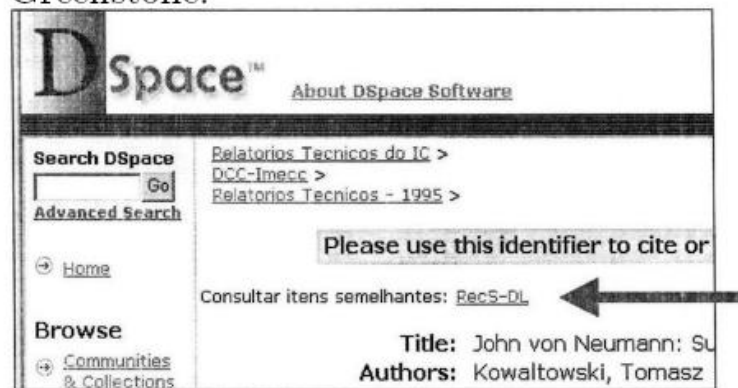 Greenstone.
DSpace™
About DSpace Software
Search DSpace
Go
Advanced Search
Home
Browse
Communities
& Collections
Relatorios Tecnicos do IC >
DCC-Imecc >
Relatorios Tecnicos - 1995 >
Please use this identifier to cite or
Consultar itens semelhantes: RecS-DL
Title: John von Neumann: Su
Authors: Kowaltowski, Tomasz